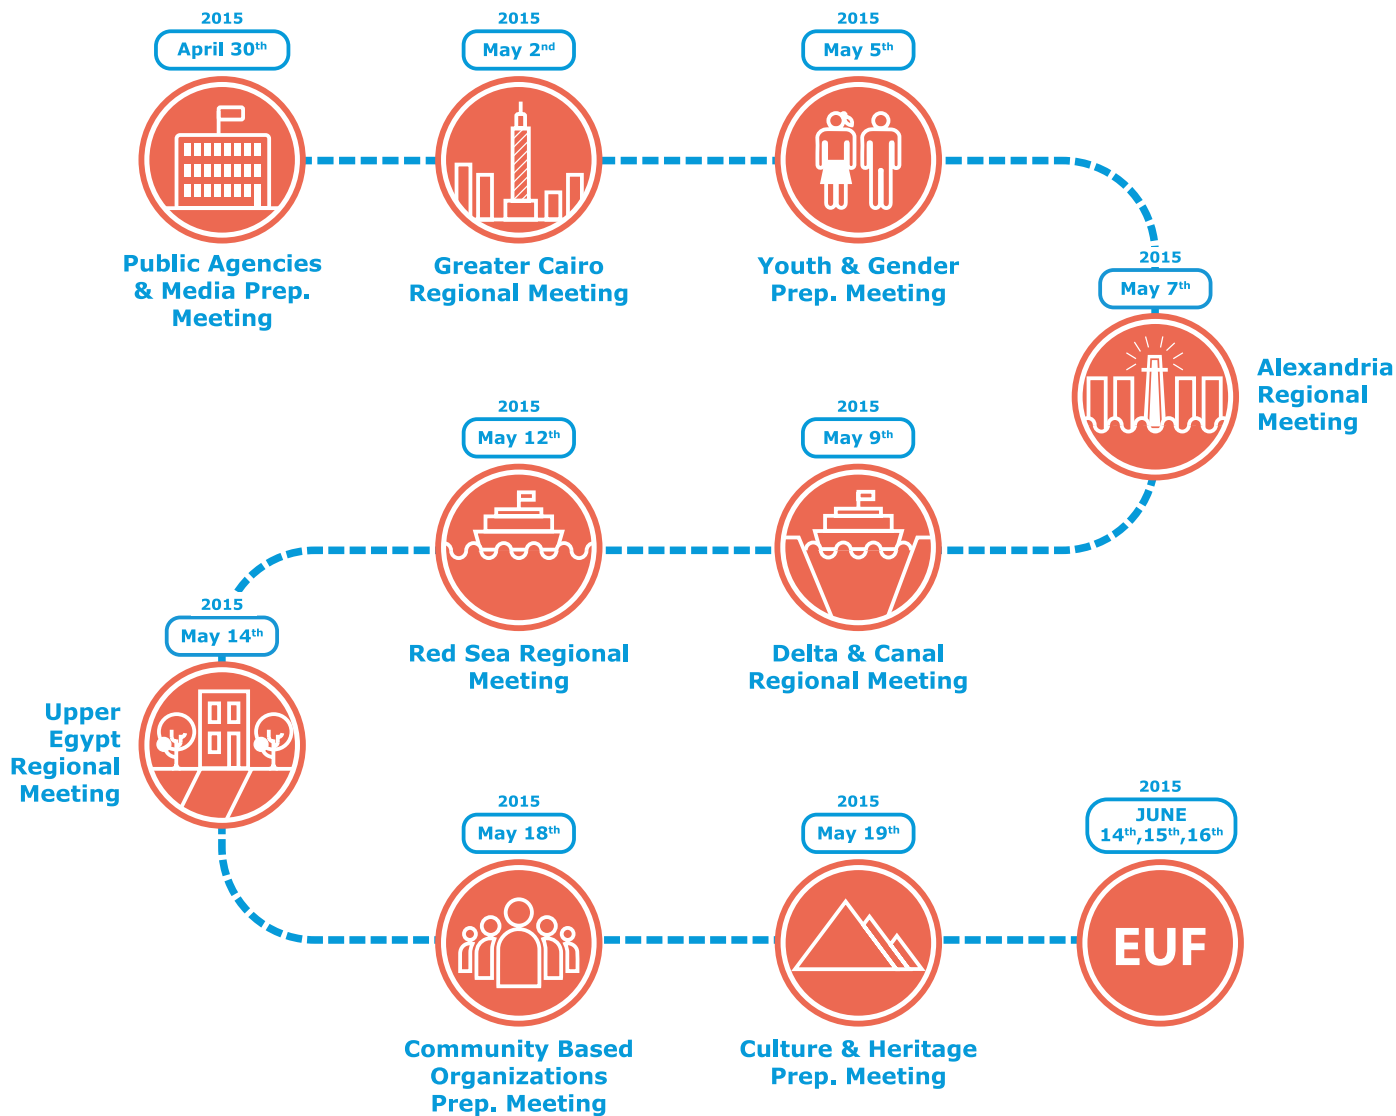 2015
April 30th
Public Agencies
& Media Prep.
Meeting
2015
May 2nd
Greater Cairo
Regional Meeting
2015
May 5th
Youth & Gender
Prep. Meeting
2015
May 7th
Alexandria
Regional
Meeting
2015
May 9th
Delta & Canal
Regional Meeting
2015
May 12th
Red Sea Regional
Meeting
2015
May 14th
Upper
Egypt
Regional
Meeting
2015
May 18th
Community Based
Organizations
Prep. Meeting
2015
May 19th
Culture & Heritage
Prep. Meeting
2015
JUNE
14th,15th,16th
EUF